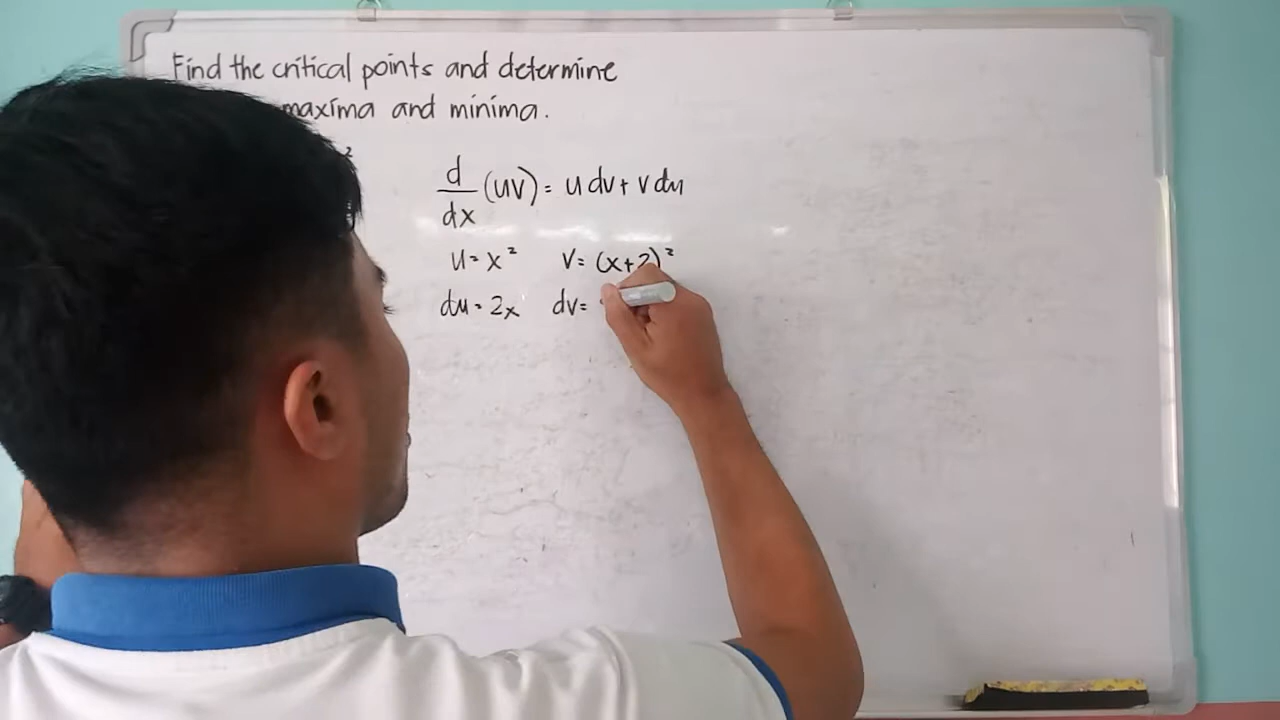 Find the critical points and determine
maxima and minima.
2
d/dx (uv) = u dv + v du
u = x² v = (x+2)²
du = 2x dv =